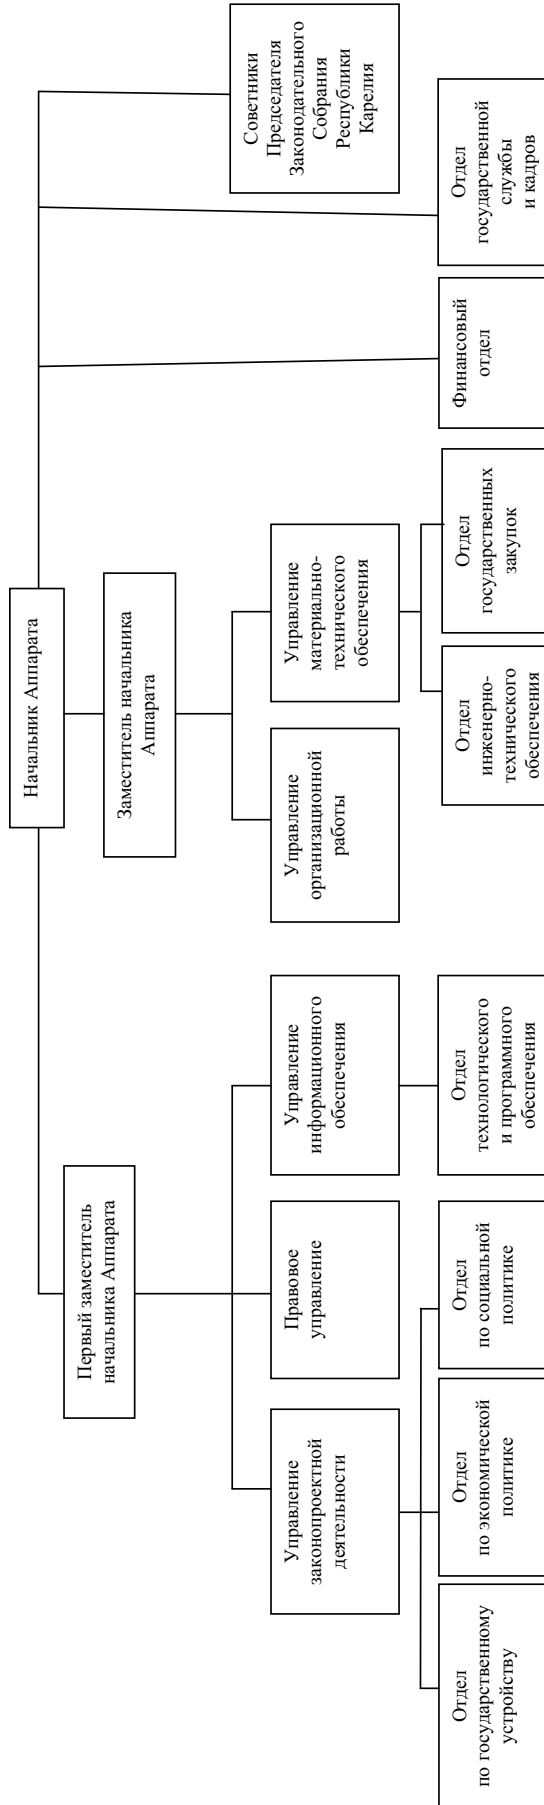 Начальник Аппарата
Первый заместитель
начальника Аппарата
Заместитель начальника
Аппарата
Советники
Председателя
Законодательного
Собрания
Республики
Карелия
Управление
законопроектной
деятельности
Правовое
управление
Управление
информационного
обеспечения
Управление
организационной
работы
Управление
материально-
технического
обеспечения
Отдел
по государственному
устройству
Отдел
по экономической
политике
Отдел
по социальной
политике
Отдел
технологического
и программного
обеспечения
Отдел
инженерно-
технического
обеспечения
Отдел
государственных
закупок
Финансовый
отдел
Отдел
государственной
службы
и кадров